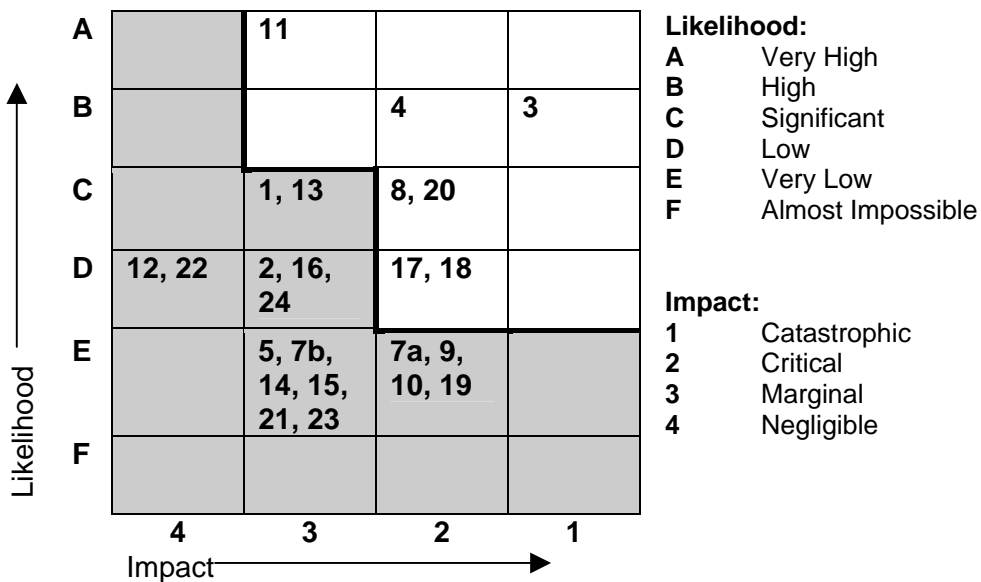 A 11
B 4 3
C 1, 13 8, 20
D 12, 22 2, 16, 17, 18
24
E 5, 7b, 7a, 9,
14, 15, 10, 19
21, 23
F
4 3 2 1
Impact
Likelihood
Likelihood:
A Very High
B High
C Significant
D Low
E Very Low
F Almost Impossible
Impact:
1 Catastrophic
2 Critical
3 Marginal
4 Negligible